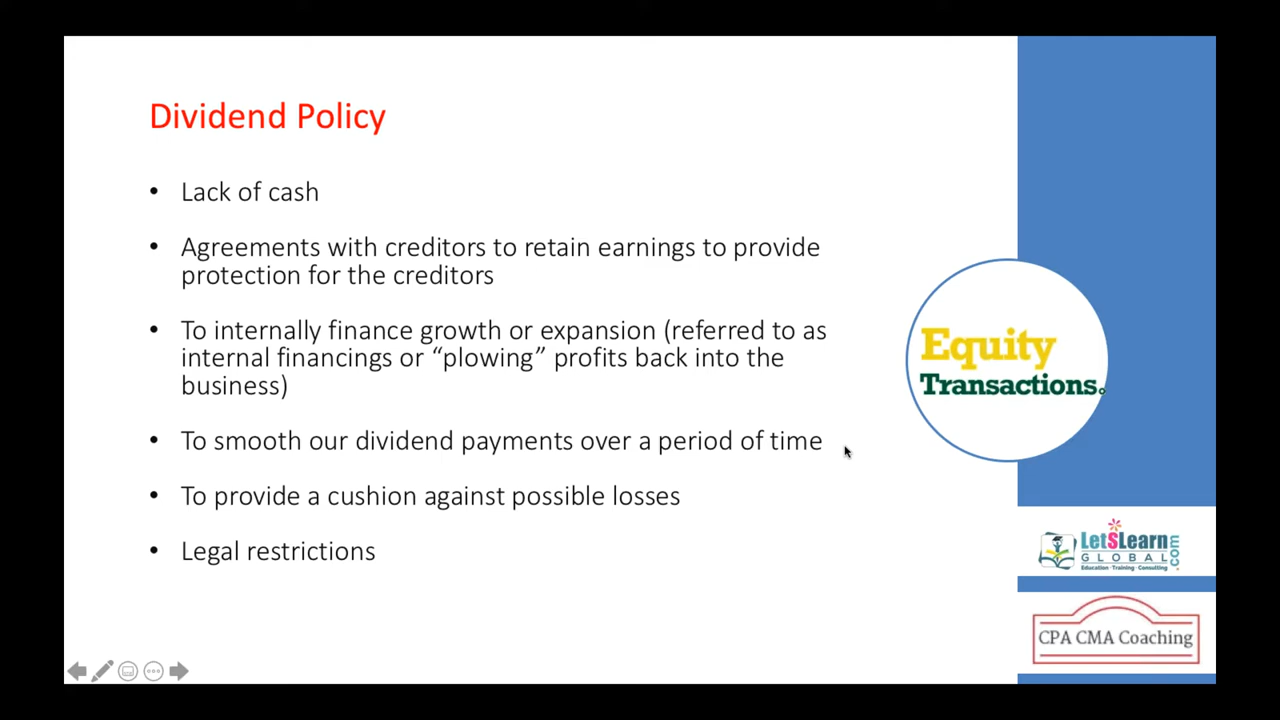 Dividend Policy
• Lack of cash
• Agreements with creditors to retain earnings to provide
protection for the creditors
• To internally finance growth or expansion (referred to as
internal financings or “plowing” profits back into the
business)
• To smooth our dividend payments over a period of time
• To provide a cushion against possible losses
• Legal restrictions
Equity
Transactions.
LetSLearn
GLOBAL.com
Education·Training·Consulting
CPA CMA Coaching